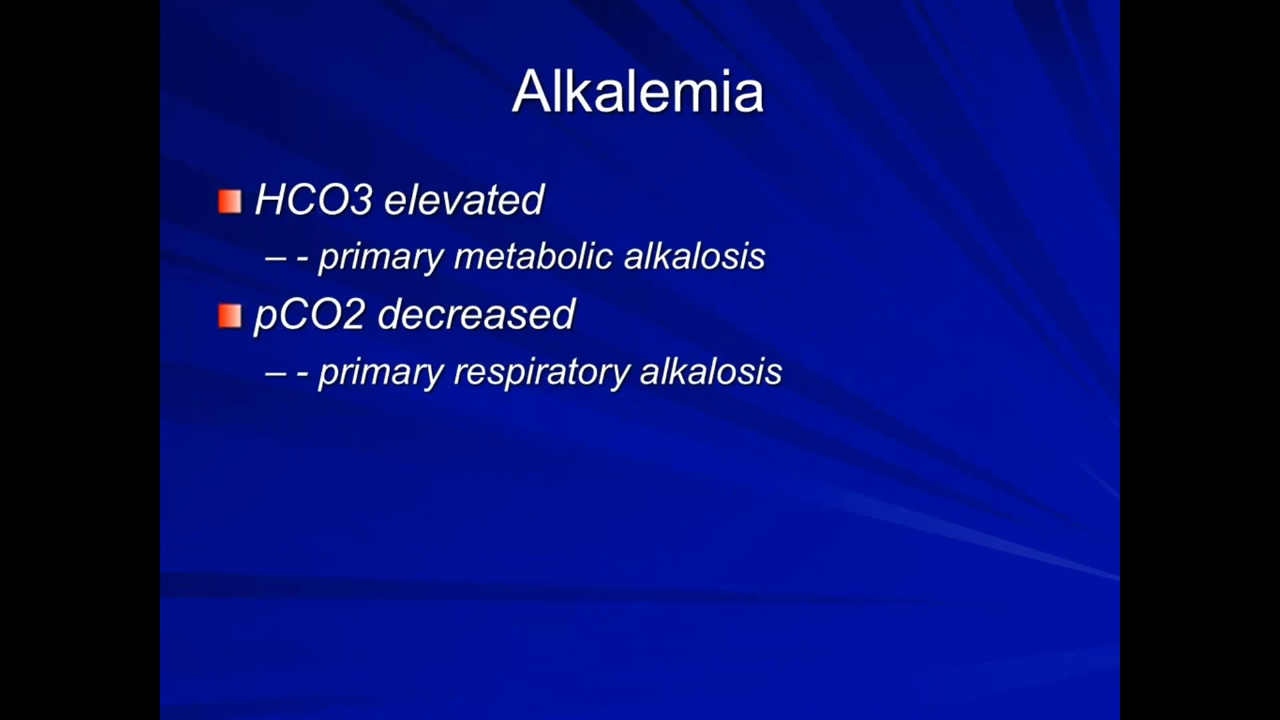 Alkalemia
HCO3 elevated
– - primary metabolic alkalosis
pCO2 decreased
– - primary respiratory alkalosis